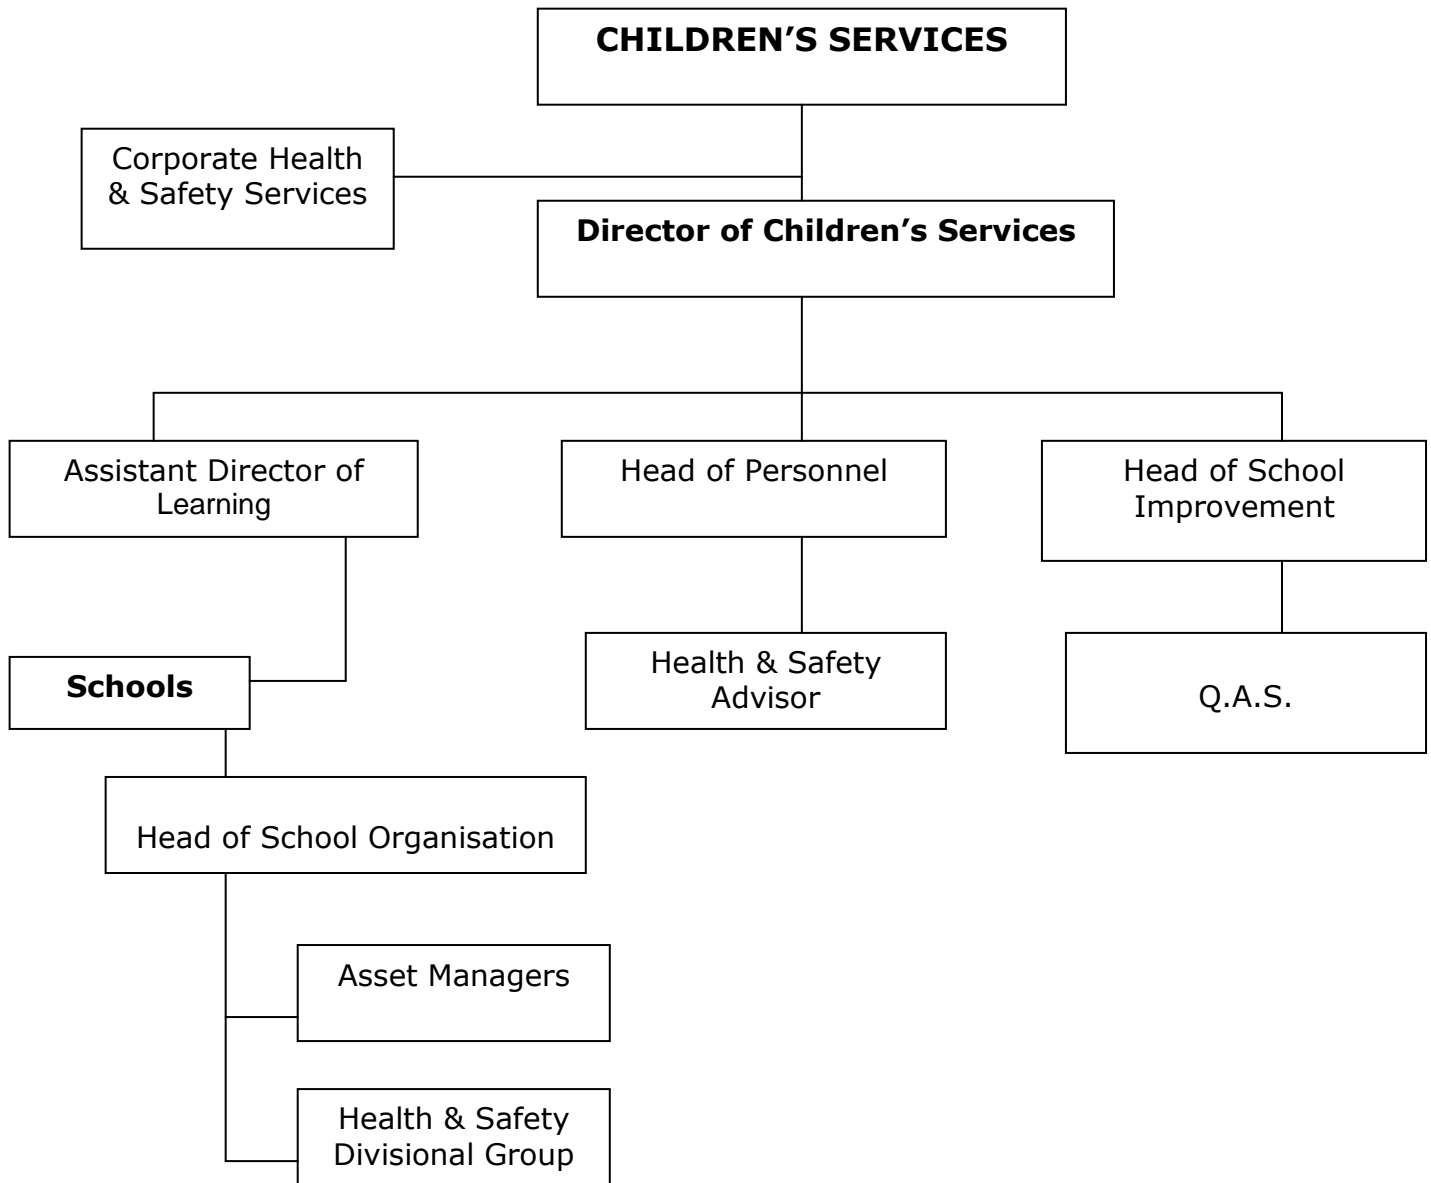 CHILDREN’S SERVICES
Corporate Health
& Safety Services
Director of Children’s Services
Assistant Director of
Learning
Head of Personnel
Head of School
Improvement
Schools
Health & Safety
Advisor
Q.A.S.
Head of School Organisation
Asset Managers
Health & Safety
Divisional Group